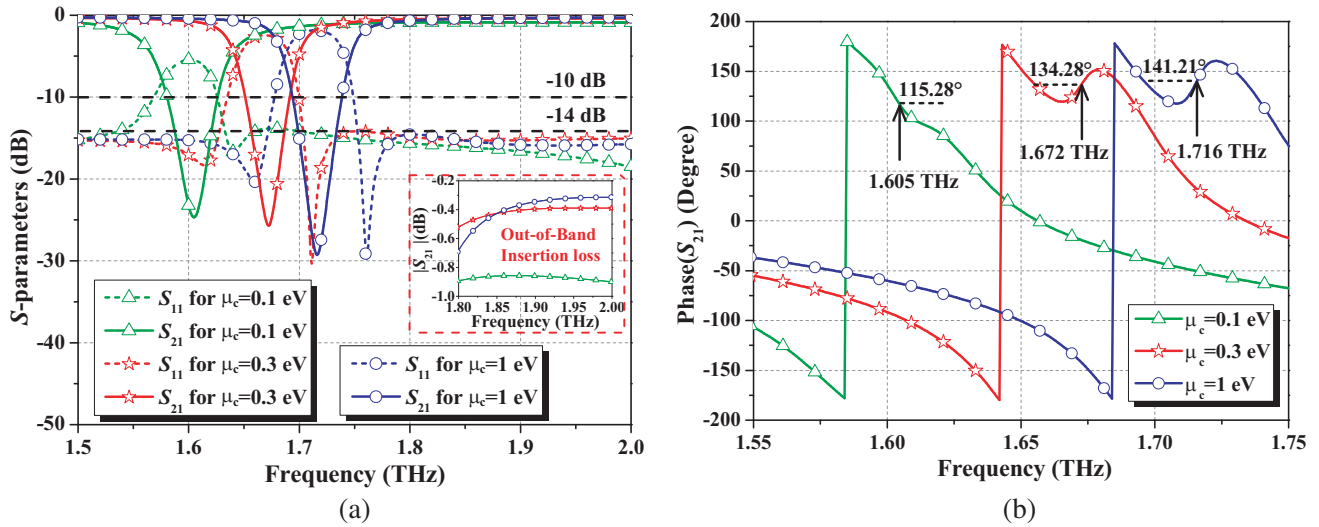 0
-10
-20
-30
-40
-50
S-parameters (dB)
1.5 1.6 1.7 1.8 1.9 2.0
Frequency (THz)
-10 dB
-14 dB
-0.2
-0.4
-0.6
-0.8
-1.0
|S21|(dB)
Out-of-Band
Insertion loss
1.80 1.85 1.90 1.95 2.00
Frequency (THz)
S11 for μc=0.1 eV
S21 for μc=0.1 eV
S11 for μc=0.3 eV
S21 for μc=0.3 eV
S11 for μc=1 eV
S21 for μc=1 eV
(a)
200
150
100
50
0
-50
-100
-150
-200
Phase(S21) (Degree)
1.55 1.60 1.65 1.70 1.75
Frequency (THz)
115.28°
134.28°
141.21°
1.605 THz
1.672 THz
1.716 THz
μc=0.1 eV
μc=0.3 eV
μc=1 eV
(b)